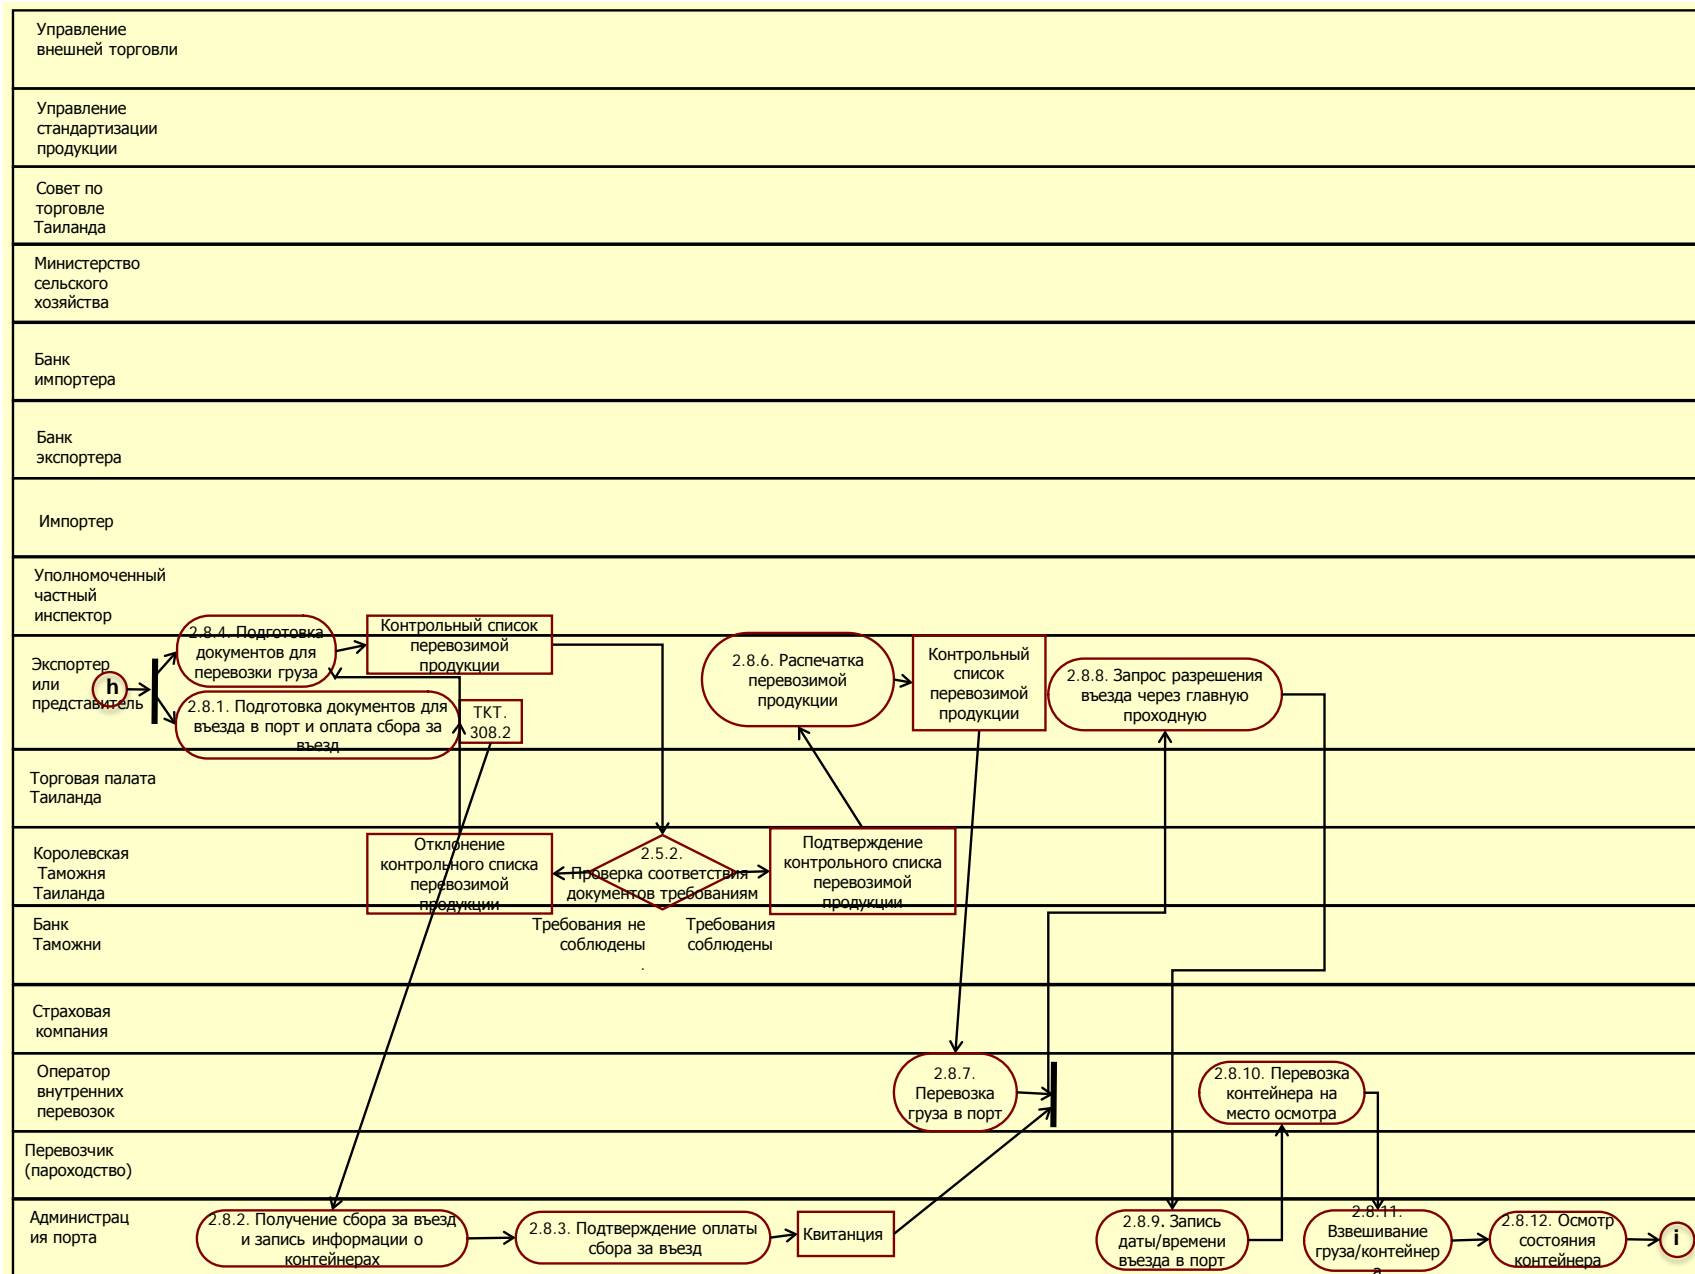 Управление
внешней торговли
Управление
стандартизации
продукции
Совет по
торговле
Таиланда
Министерство
сельского
хозяйства
Банк
импортера
Банк
экспортера
Импортер
Уполномоченный
частный
инспектор
Экспортер
или
представитель
h
2.8.4. Подготовка
документов для
перевозки груза
Контрольный список
перевозимой
продукции
2.8.1. Подготовка документов для
въезда в порт и оплата сбора за
въезд
ТКТ.
308.2
2.8.6. Распечатка
перевозимой
продукции
Контрольный
список
перевозимой
продукции
2.8.8. Запрос разрешения
въезда через главную
проходную
Торговая палата
Таиланда
Королевская
Таможня
Таиланда
Отклонение
контрольного списка
перевозимой
продукции
2.5.2.
Проверка соответствия
документов требованиям
Подтверждение
контрольного списка
перевозимой
продукции
Банк
Таможни
Требования не
соблюдены
.
Требования
соблюдены
Страховая
компания
Оператор
внутренних
перевозок
2.8.7.
Перевозка
груза в порт
2.8.10. Перевозка
контейнера на
место осмотра
Перевозчик
(пароходство)
Администрац
ия порта
2.8.2. Получение сбора за въезд
и запись информации о
контейнерах
2.8.3. Подтверждение оплаты
сбора за въезд
Квитанция
2.8.9. Запись
даты/времени
въезда в порт
2.8.11.
Взвешивание
груза/контейнер
а
2.8.12. Осмотр
состояния
контейнера
i